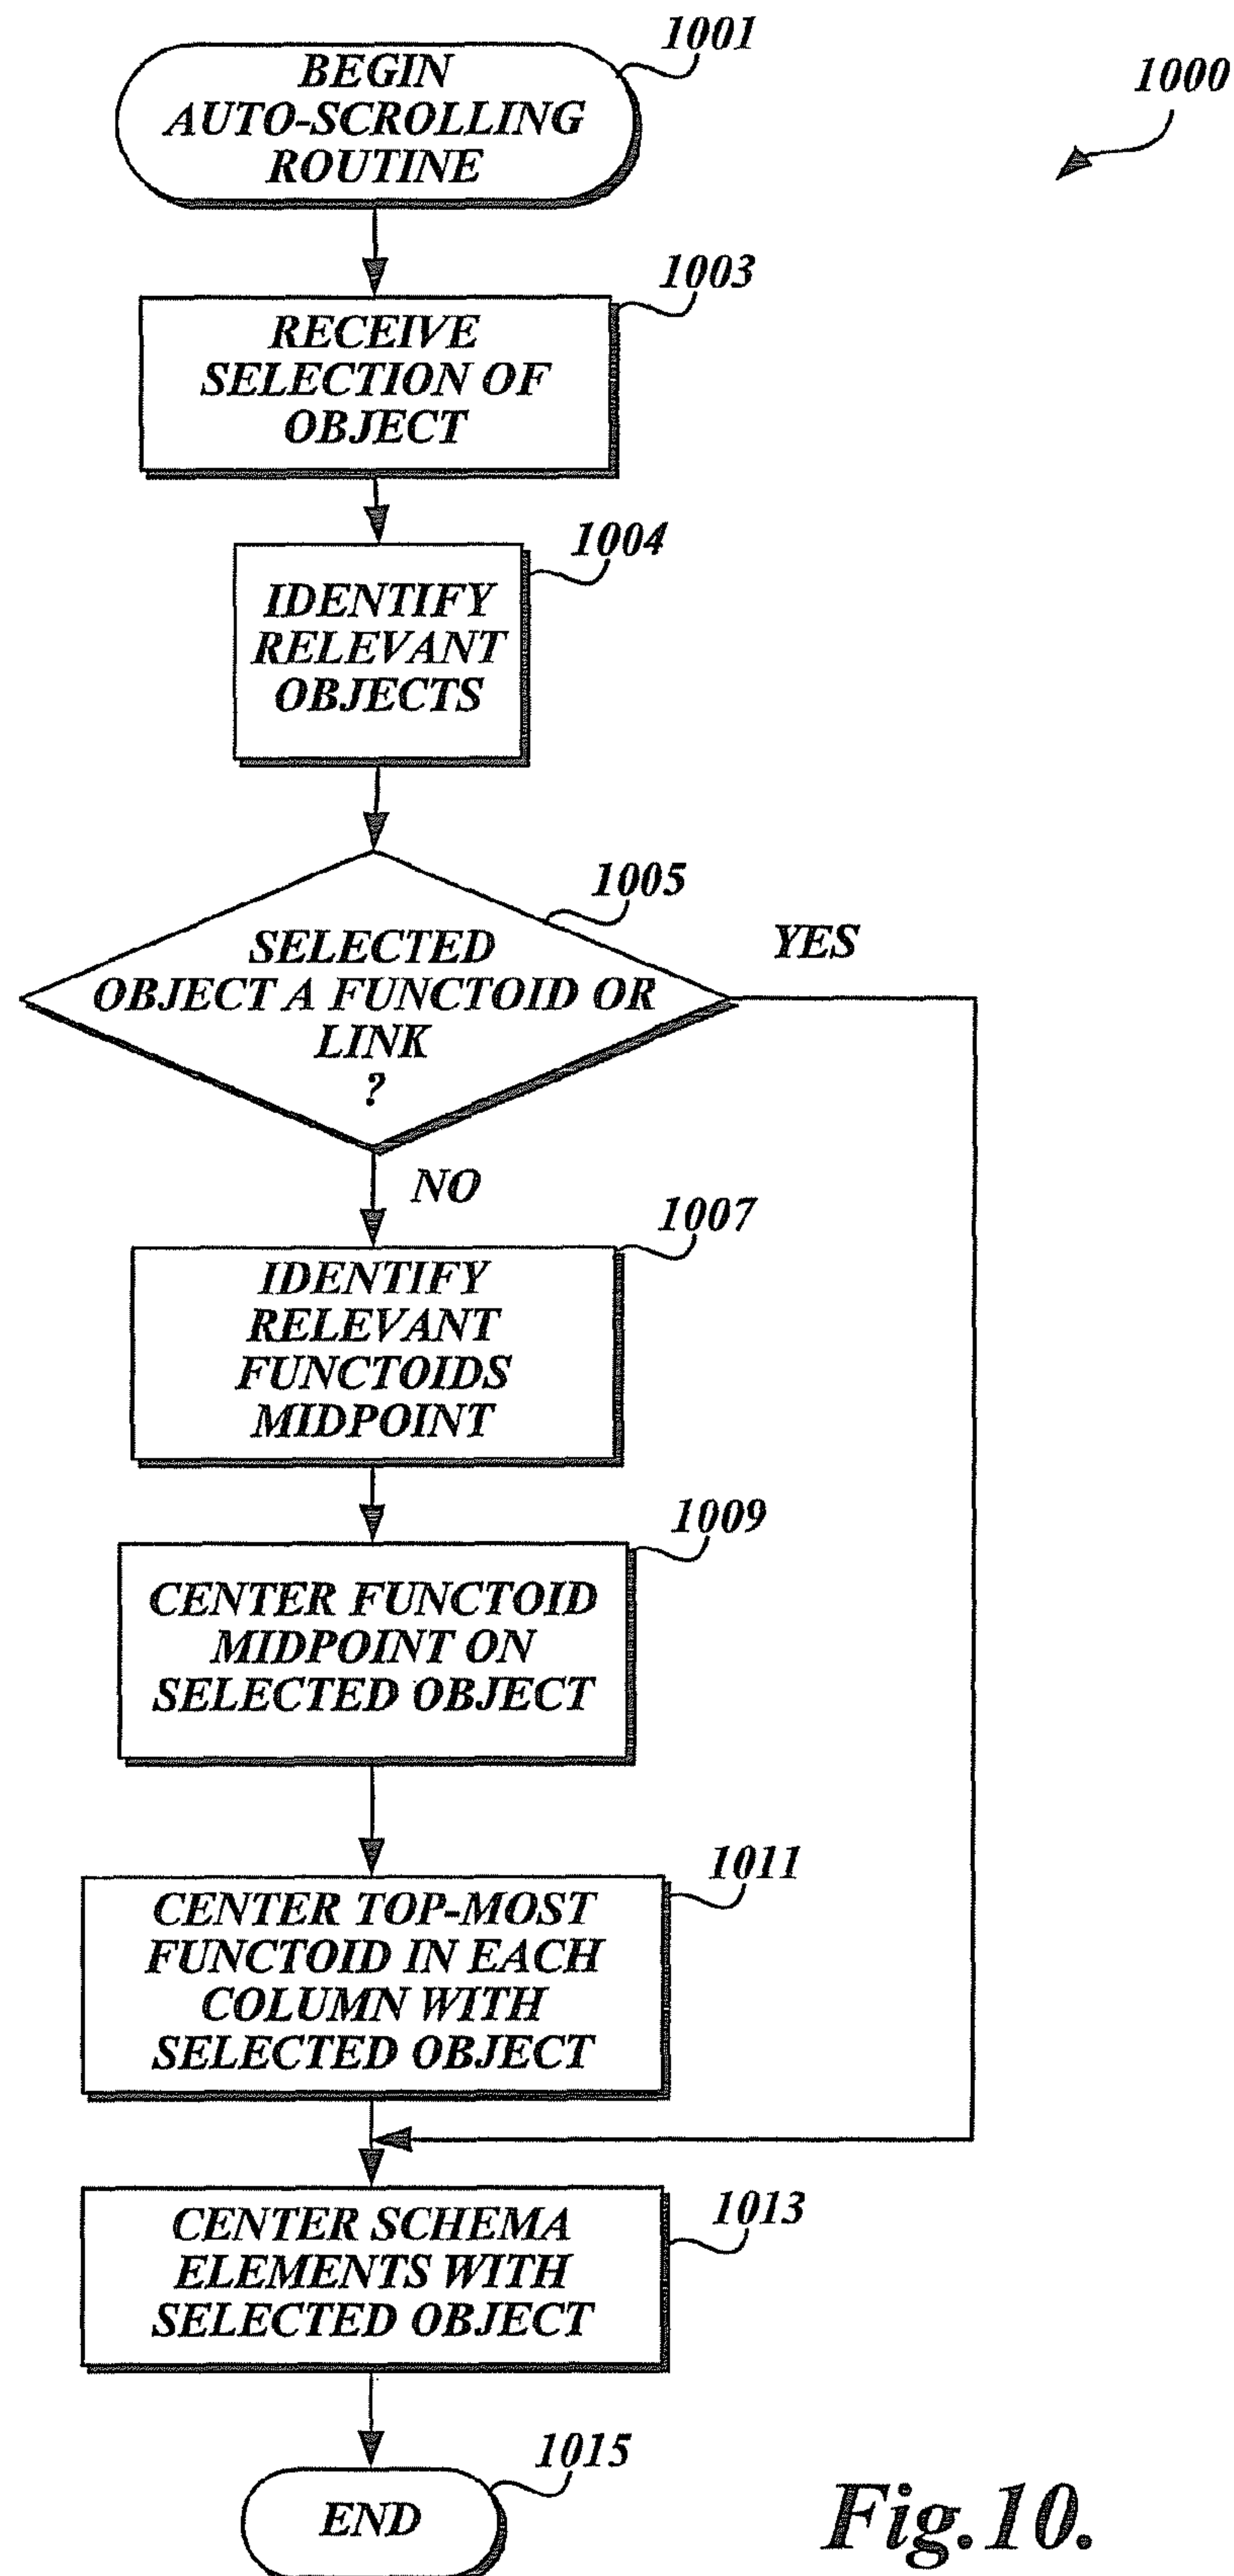 1001
1000
BEGIN
AUTO-SCROLLING
ROUTINE
1003
RECEIVE
SELECTION OF
OBJECT
1004
IDENTIFY
RELEVANT
OBJECTS
1005
YES
SELECTED
OBJECT A FUNCTOID OR
LINK
?
NO
1007
IDENTIFY
RELEVANT
FUNCTOIDS
MIDPOINT
1009
CENTER FUNCTOID
MIDPOINT ON
SELECTED OBJECT
1011
CENTER TOP-MOST
FUNCTOID IN EACH
COLUMN WITH
SELECTED OBJECT
1013
CENTER SCHEMA
ELEMENTS WITH
SELECTED OBJECT
1015
END
Fig.10.